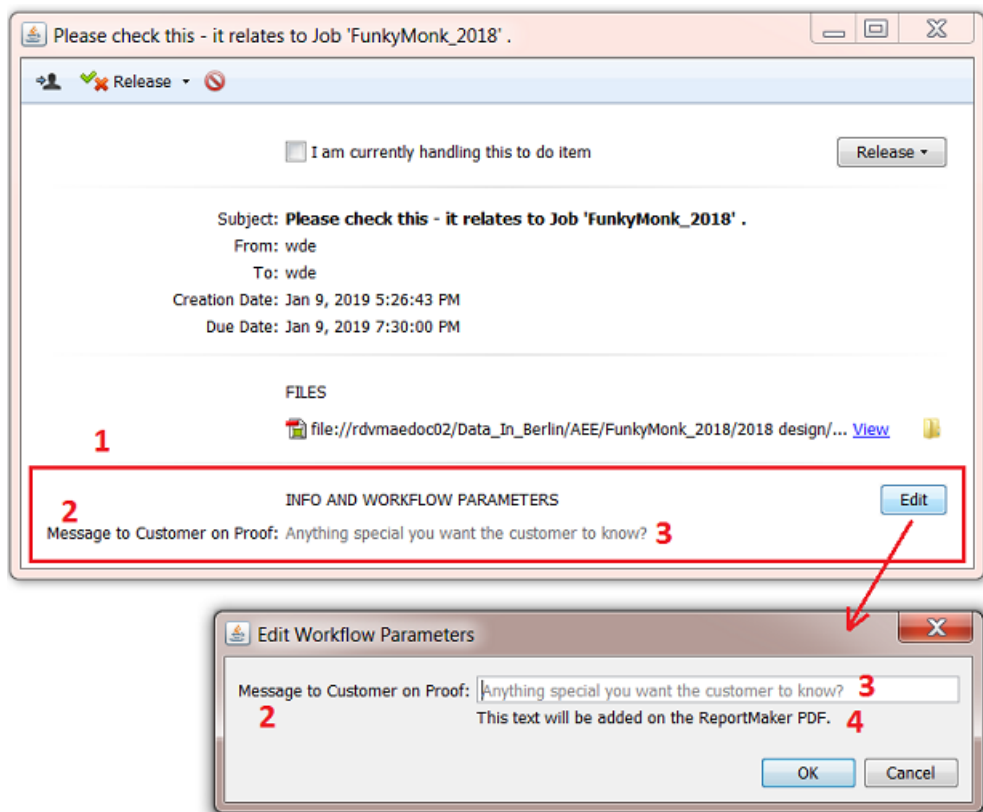 Please check this - it relates to Job 'FunkyMonk_2018' .
Release
I am currently handling this to do item
Release
Subject: Please check this - it relates to Job 'FunkyMonk_2018' .
From: wde
To: wde
Creation Date: Jan 9, 2019 5:26:43 PM
Due Date: Jan 9, 2019 7:30:00 PM
FILES
file://rdvmaedoc02/Data_In_Berlin/AEE/FunkyMonk_2018/2018 design/... View
1
INFO AND WORKFLOW PARAMETERS Edit
2
Message to Customer on Proof: Anything special you want the customer to know? 3
Edit Workflow Parameters
Message to Customer on Proof: Anything special you want the customer to know? 3
2 This text will be added on the ReportMaker PDF. 4
OK Cancel